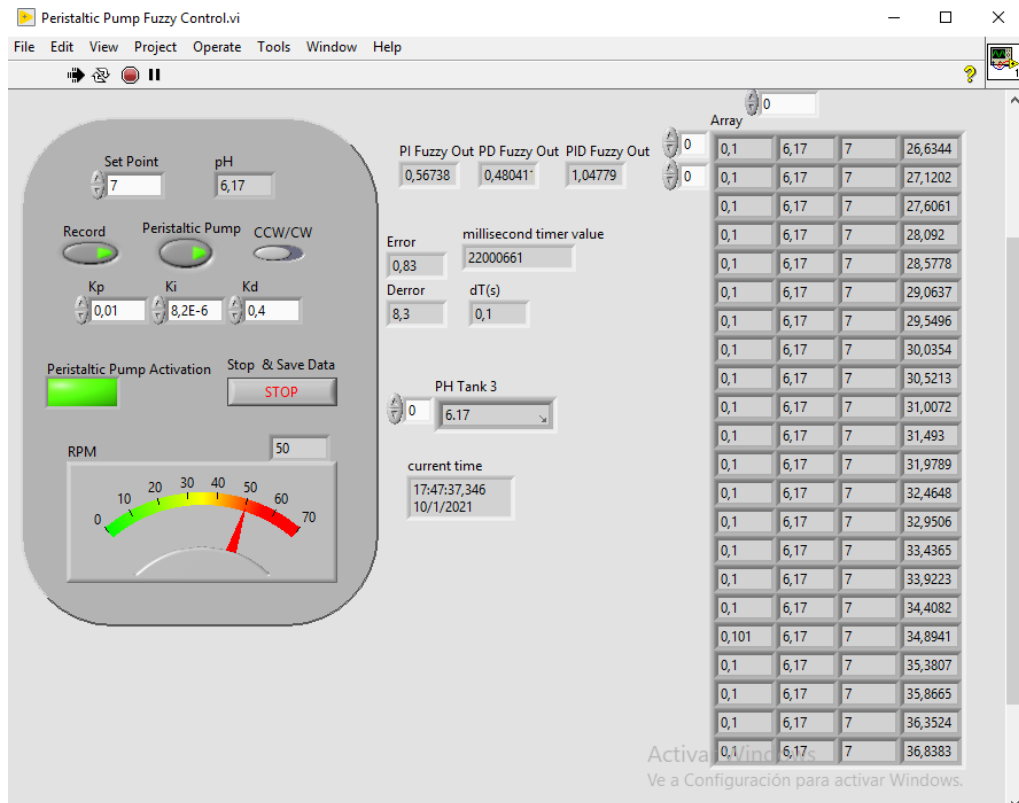 Peristaltic Pump Fuzzy Control.vi
File Edit View Project Operate Tools Window Help
1
Set Point pH
7 6,17
Record Peristaltic Pump CCW/CW
Kp Ki Kd
0,01 8,2E-6 0,4
Peristaltic Pump Activation Stop & Save Data
STOP
RPM 50
0 10 20 30 40 50 60 70
PI Fuzzy Out PD Fuzzy Out PID Fuzzy Out
0,56738 0,48041 1,04779
Error millisecond timer value
0,83 22000661
Derror dT(s)
8,3 0,1
PH Tank 3
0 6.17
current time
17:47:37,346
10/1/2021
0
Array
0
0
0,1 6,17 7 26,6344
0,1 6,17 7 27,1202
0,1 6,17 7 27,6061
0,1 6,17 7 28,092
0,1 6,17 7 28,5778
0,1 6,17 7 29,0637
0,1 6,17 7 29,5496
0,1 6,17 7 30,0354
0,1 6,17 7 30,5213
0,1 6,17 7 31,0072
0,1 6,17 7 31,493
0,1 6,17 7 31,9789
0,1 6,17 7 32,4648
0,1 6,17 7 32,9506
0,1 6,17 7 33,4365
0,1 6,17 7 33,9223
0,1 6,17 7 34,4082
0,101 6,17 7 34,8941
0,1 6,17 7 35,3807
0,1 6,17 7 35,8665
0,1 6,17 7 36,3524
0,1 6,17 7 36,8383
Activar Windows
Ve a Configuración para activar Windows.